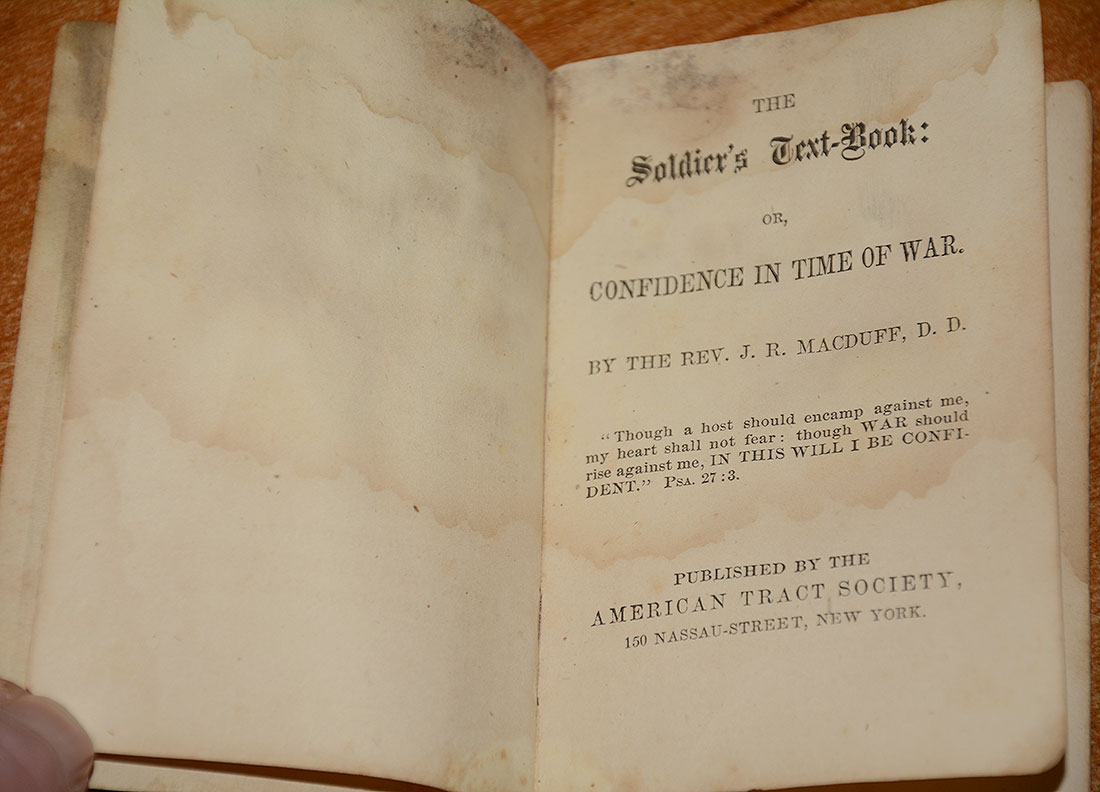 THE
Soldier's Text-Book:
OR,
CONFIDENCE IN TIME OF WAR.
BY THE REV. J. R. MACDUFF, D. D.
"Though a host should encamp against me,
my heart shall not fear: though WAR should
rise against me, IN THIS WILL I BE CONFI-
DENT." PSA. 27:3.
PUBLISHED BY THE
AMERICAN TRACT SOCIETY,
150 NASSAU-STREET, NEW YORK.